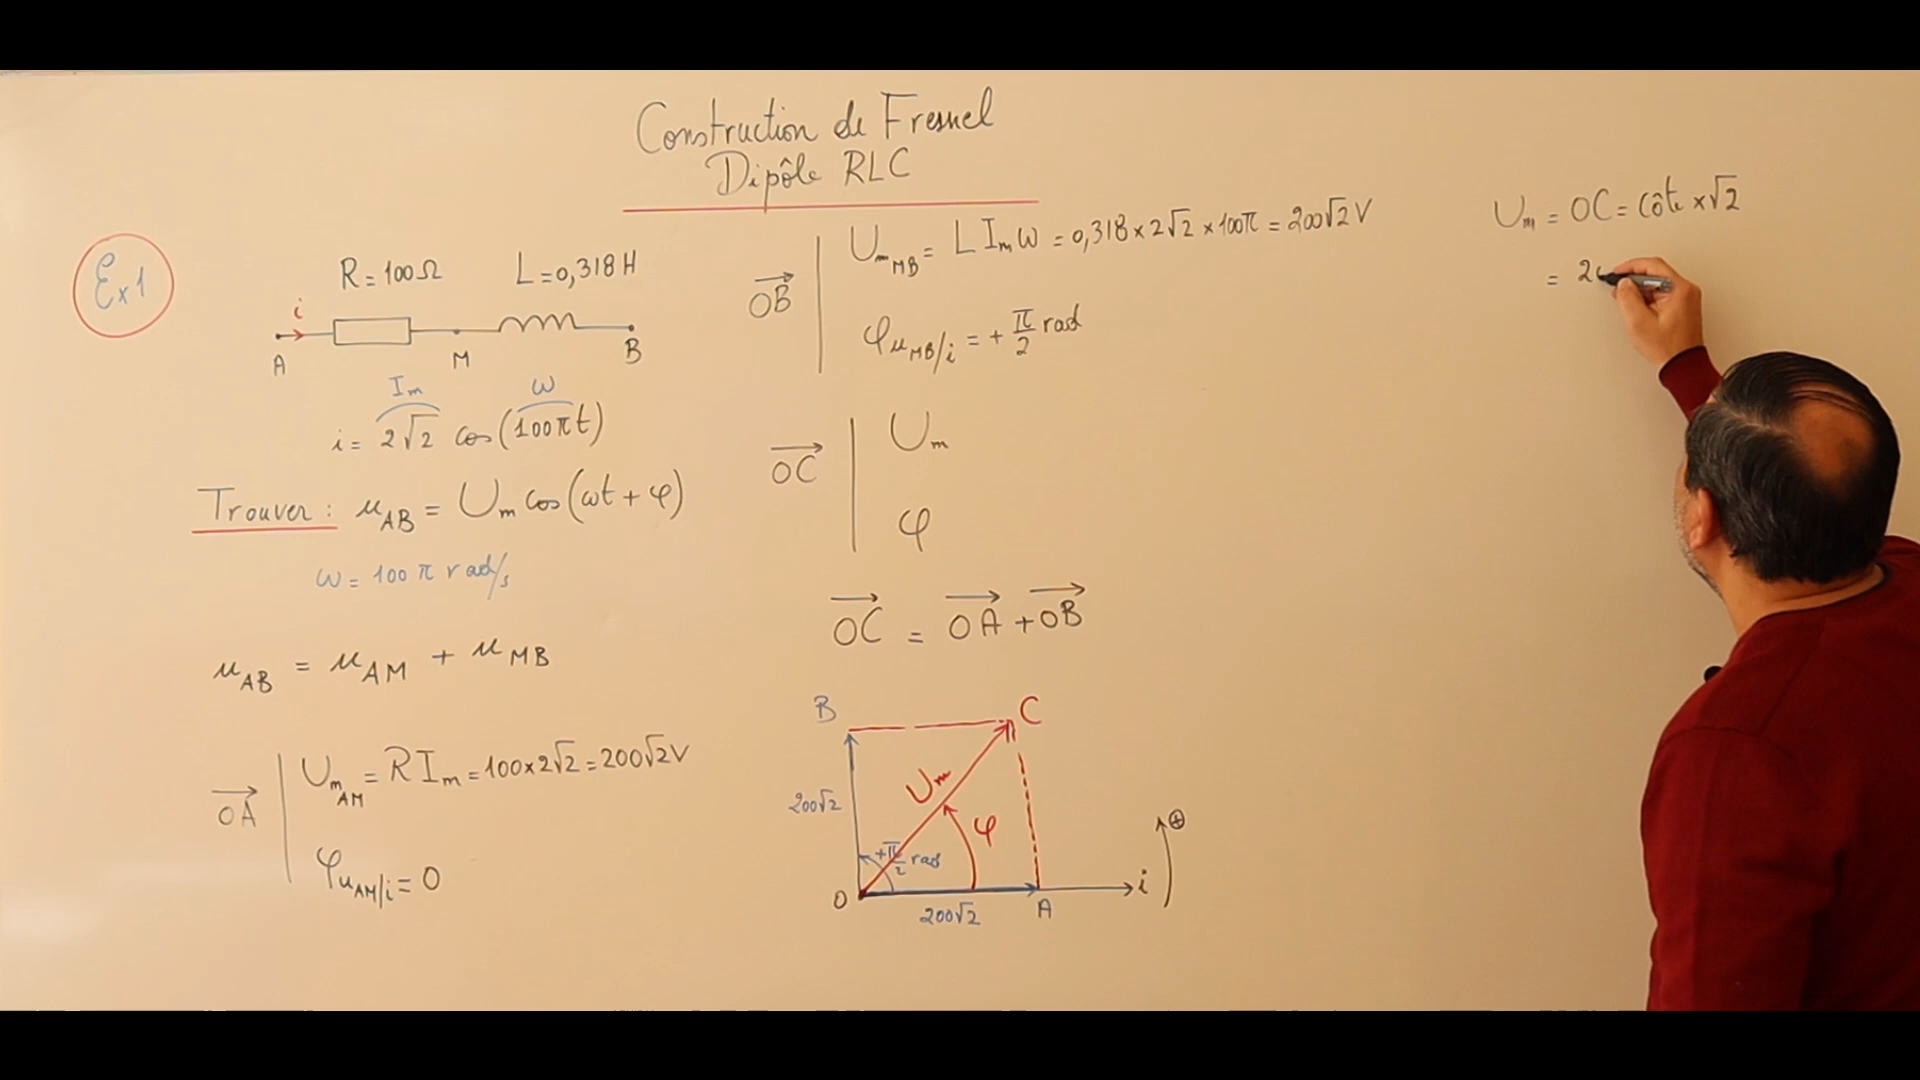 Construction de Fresnel
Dipôle RLC
Ex1
R = 100 Ω
L = 0,318 H
i
A
M
B
Im
ω
i = 2√2 cos(100πt)
Trouver : uAB = Um cos(ωt + φ)
ω = 100 π rad/s
uAB = uAM + uMB
OA
UmAM = R Im = 100 × 2√2 = 200√2 V
φuAM/i = 0
OB
UmMB = L Im ω = 0,318 × 2√2 × 100π = 200√2 V
φuMB/i = + π/2 rad
OC
Um
φ
OC = OA + OB
B
C
200√2
Um
φ
+π/2 rad
O
200√2
A
i
+
Um = OC = côté × √2
= 20